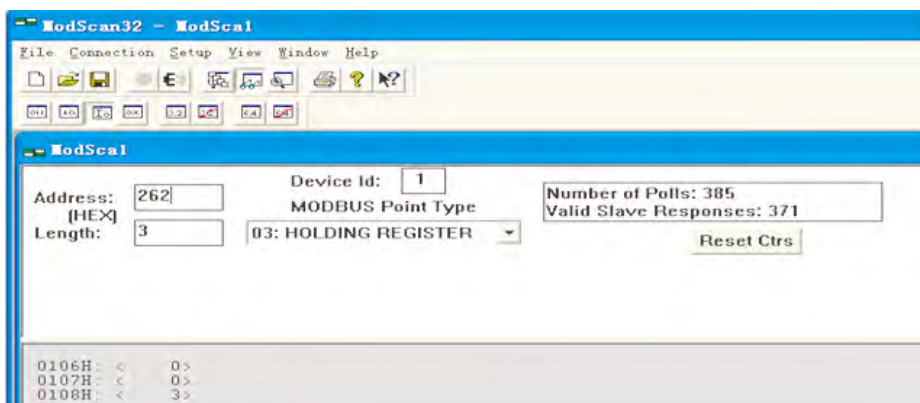 ModScan32 - ModSca1
File Connection Setup View Window Help
ModSca1
Address: 262
(HEX)
Length: 3
Device Id: 1
MODBUS Point Type
03: HOLDING REGISTER
Number of Polls: 385
Valid Slave Responses: 371
Reset Ctrs
0106H: < 0>
0107H: < 0>
0108H: < 3>